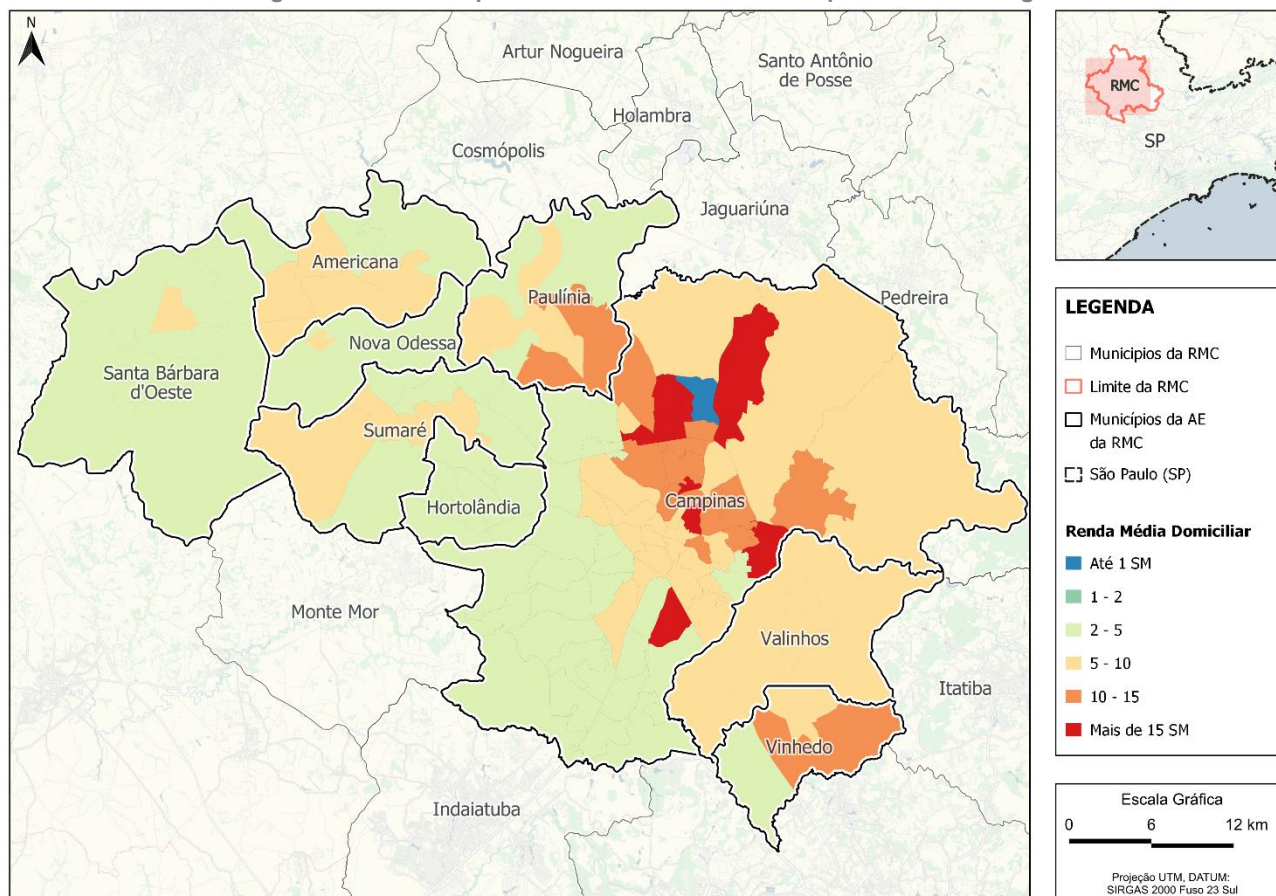 N
Artur Nogueira
Santo Antônio
de Posse
Holambra
Cosmópolis
Jaguariúna
Americana
Pedreira
Paulínia
Nova Odessa
Santa Bárbara
d'Oeste
Sumaré
Hortolândia
Campinas
Monte Mor
Valinhos
Itatiba
Vinhedo
Indaiatuba
RMC
SP
LEGENDA
Municipios da RMC
Limite da RMC
Municípios da AE
da RMC
São Paulo (SP)
Renda Média Domiciliar
Até 1 SM
1 - 2
2 - 5
5 - 10
10 - 15
Mais de 15 SM
Escala Gráfica
0 6 12 km
Projeção UTM, DATUM:
SIRGAS 2000 Fuso 23 Sul